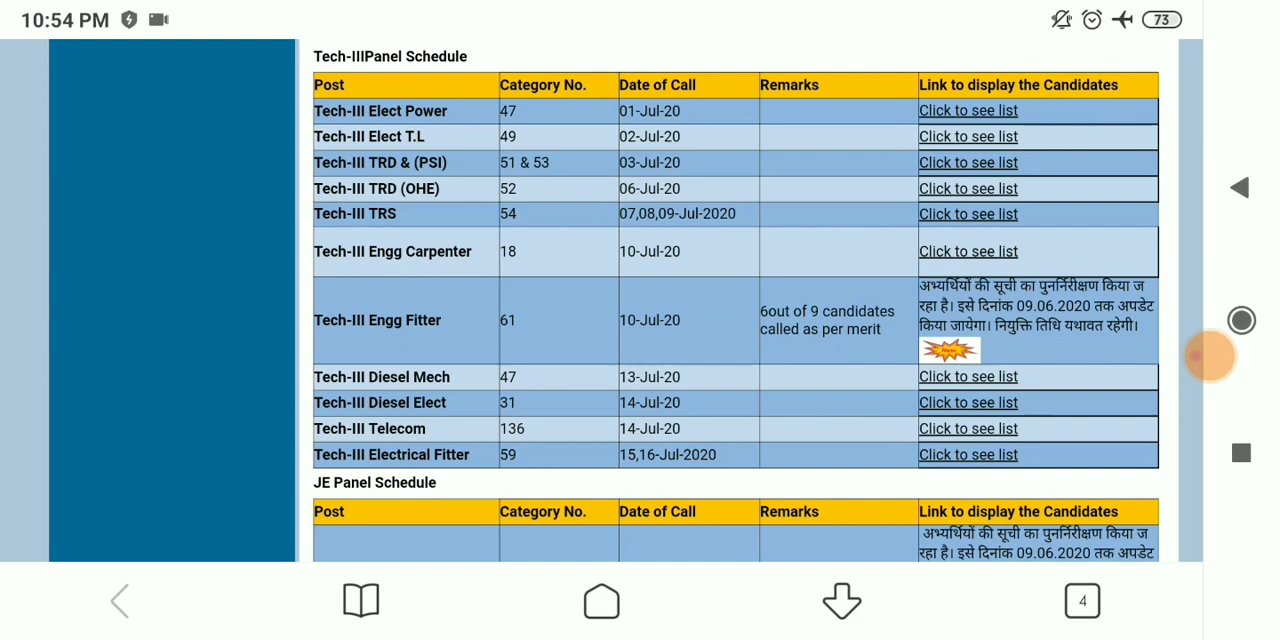 10:54 PM 73
Tech-IIIPanel Schedule
Post Category No. Date of Call Remarks Link to display the Candidates
Tech-III Elect Power 47 01-Jul-20 Click to see list
Tech-III Elect T.L 49 02-Jul-20 Click to see list
Tech-III TRD & (PSI) 51 & 53 03-Jul-20 Click to see list
Tech-III TRD (OHE) 52 06-Jul-20 Click to see list
Tech-III TRS 54 07,08,09-Jul-2020 Click to see list
Tech-III Engg Carpenter 18 10-Jul-20 Click to see list
अभ्यर्थियों की सूची का पुनर्निरीक्षण किया ज
रहा है। इसे दिनांक 09.06.2020 तक अपडेट
Tech-III Engg Fitter 61 10-Jul-20 6out of 9 candidates
called as per merit
किया जायेगा। नियुक्ति तिथि यथावत रहेगी।
New
Tech-III Diesel Mech 47 13-Jul-20 Click to see list
Tech-III Diesel Elect 31 14-Jul-20 Click to see list
Tech-III Telecom 136 14-Jul-20 Click to see list
Tech-III Electrical Fitter 59 15,16-Jul-2020 Click to see list
JE Panel Schedule
Post Category No. Date of Call Remarks Link to display the Candidates
अभ्यर्थियों की सूची का पुनर्निरीक्षण किया ज
रहा है। इसे दिनांक 09.06.2020 तक अपडेट
4